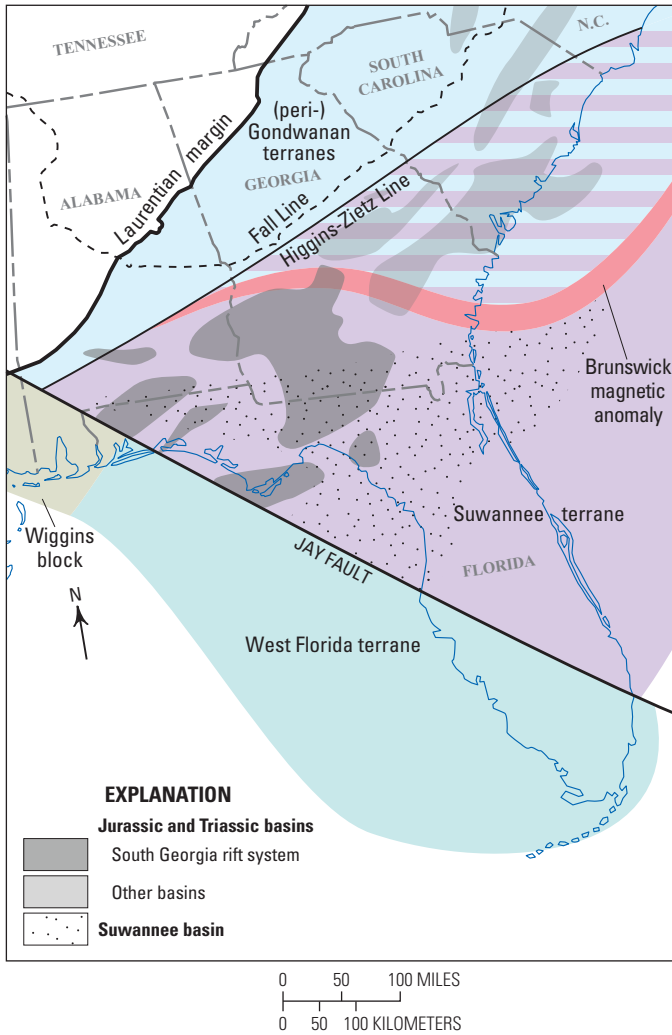 TENNESSEE
N.C.
SOUTH
CAROLINA
(peri-)
Gondwanan
terranes
Laurentian margin
GEORGIA
ALABAMA
Fall Line
Higgins-Zietz Line
Brunswick
magnetic
anomaly
Suwannee terrane
Wiggins
block
JAY FAULT
FLORIDA
N
West Florida terrane
EXPLANATION
Jurassic and Triassic basins
South Georgia rift system
Other basins
Suwannee basin
0 50 100 MILES
0 50 100 KILOMETERS